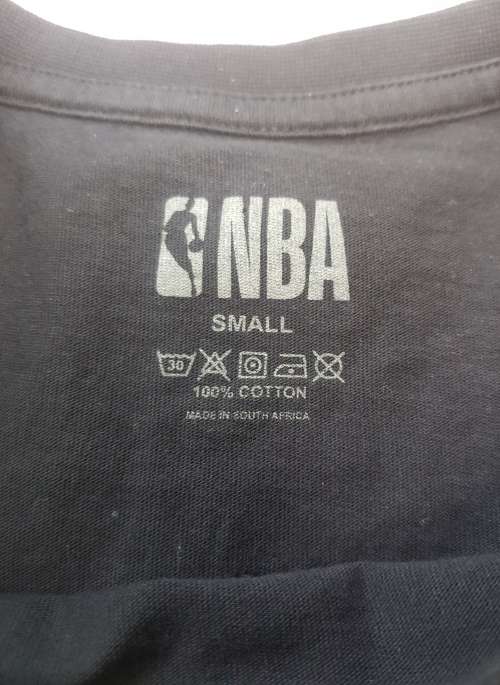 NBA
SMALL
30
100% COTTON
MADE IN SOUTH AFRICA